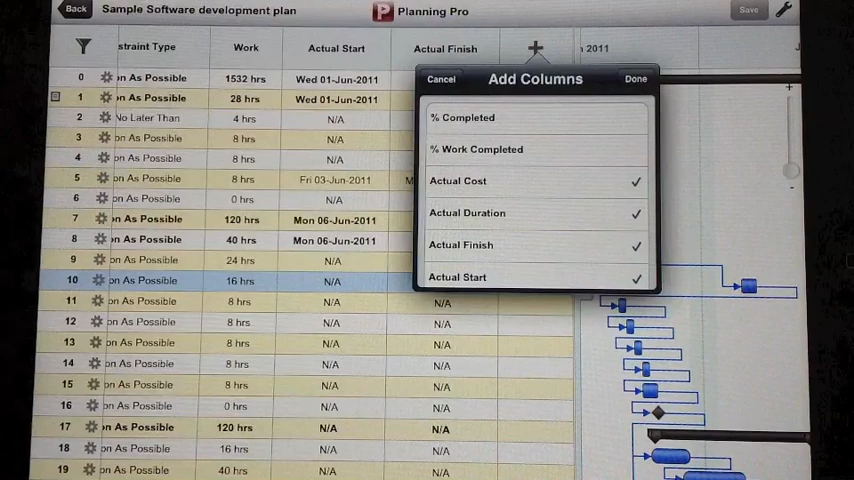 Back
Sample Software development plan
Planning Pro
Save
straint Type Work Actual Start Actual Finish + 2011
0 on As Possible 1532 hrs Wed 01-Jun-2011
1 on As Possible 28 hrs Wed 01-Jun-2011
2 No Later Than 4 hrs N/A
3 on As Possible 8 hrs N/A
4 on As Possible 8 hrs N/A
5 on As Possible 8 hrs Fri 03-Jun-2011
6 on As Possible 0 hrs N/A
7 on As Possible 120 hrs Mon 06-Jun-2011
8 on As Possible 40 hrs Mon 06-Jun-2011
9 on As Possible 24 hrs N/A
10 on As Possible 16 hrs N/A
11 on As Possible 8 hrs N/A N/A
12 on As Possible 8 hrs N/A N/A
13 on As Possible 8 hrs N/A N/A
14 on As Possible 8 hrs N/A N/A
15 on As Possible 8 hrs N/A N/A
16 on As Possible 0 hrs N/A N/A
17 on As Possible 120 hrs N/A N/A
18 on As Possible 16 hrs N/A N/A
19 on As Possible 40 hrs N/A N/A
Cancel
Add Columns
Done
% Completed
% Work Completed
Actual Cost
Actual Duration
Actual Finish
Actual Start
+
-